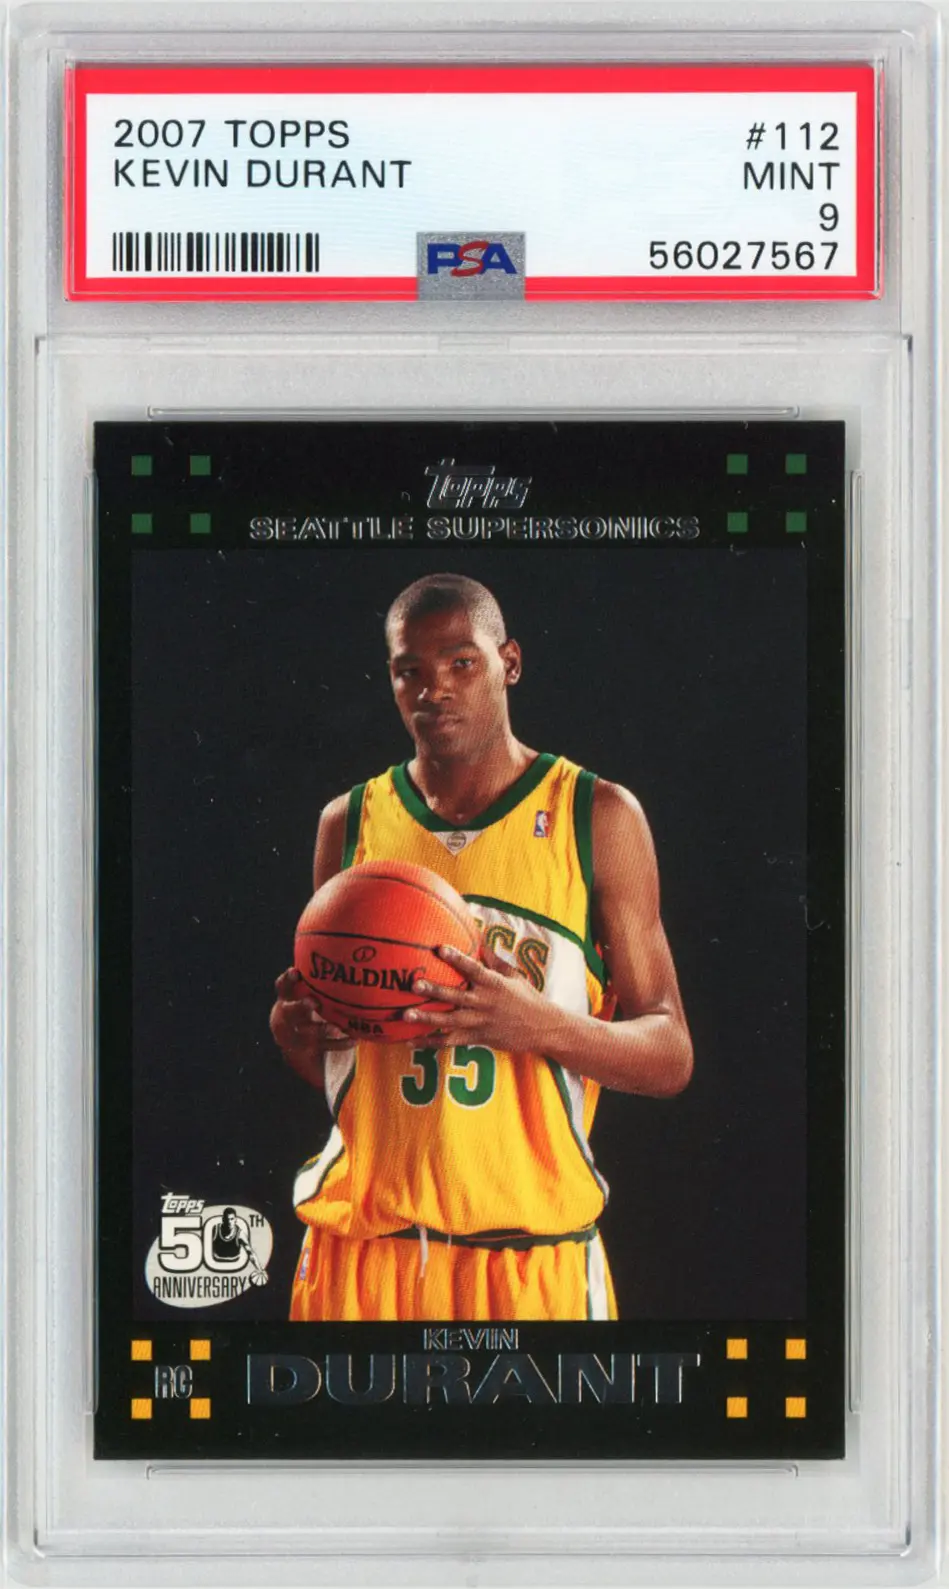 2007 TOPPS
#112
KEVIN DURANT
MINT
9
56027567
PSA
Topps
SEATTLE SUPERSONICS
SPALDING
NBA
ICS
35
Topps
50TH
ANNIVERSARY
KEVIN
RC
DURANT